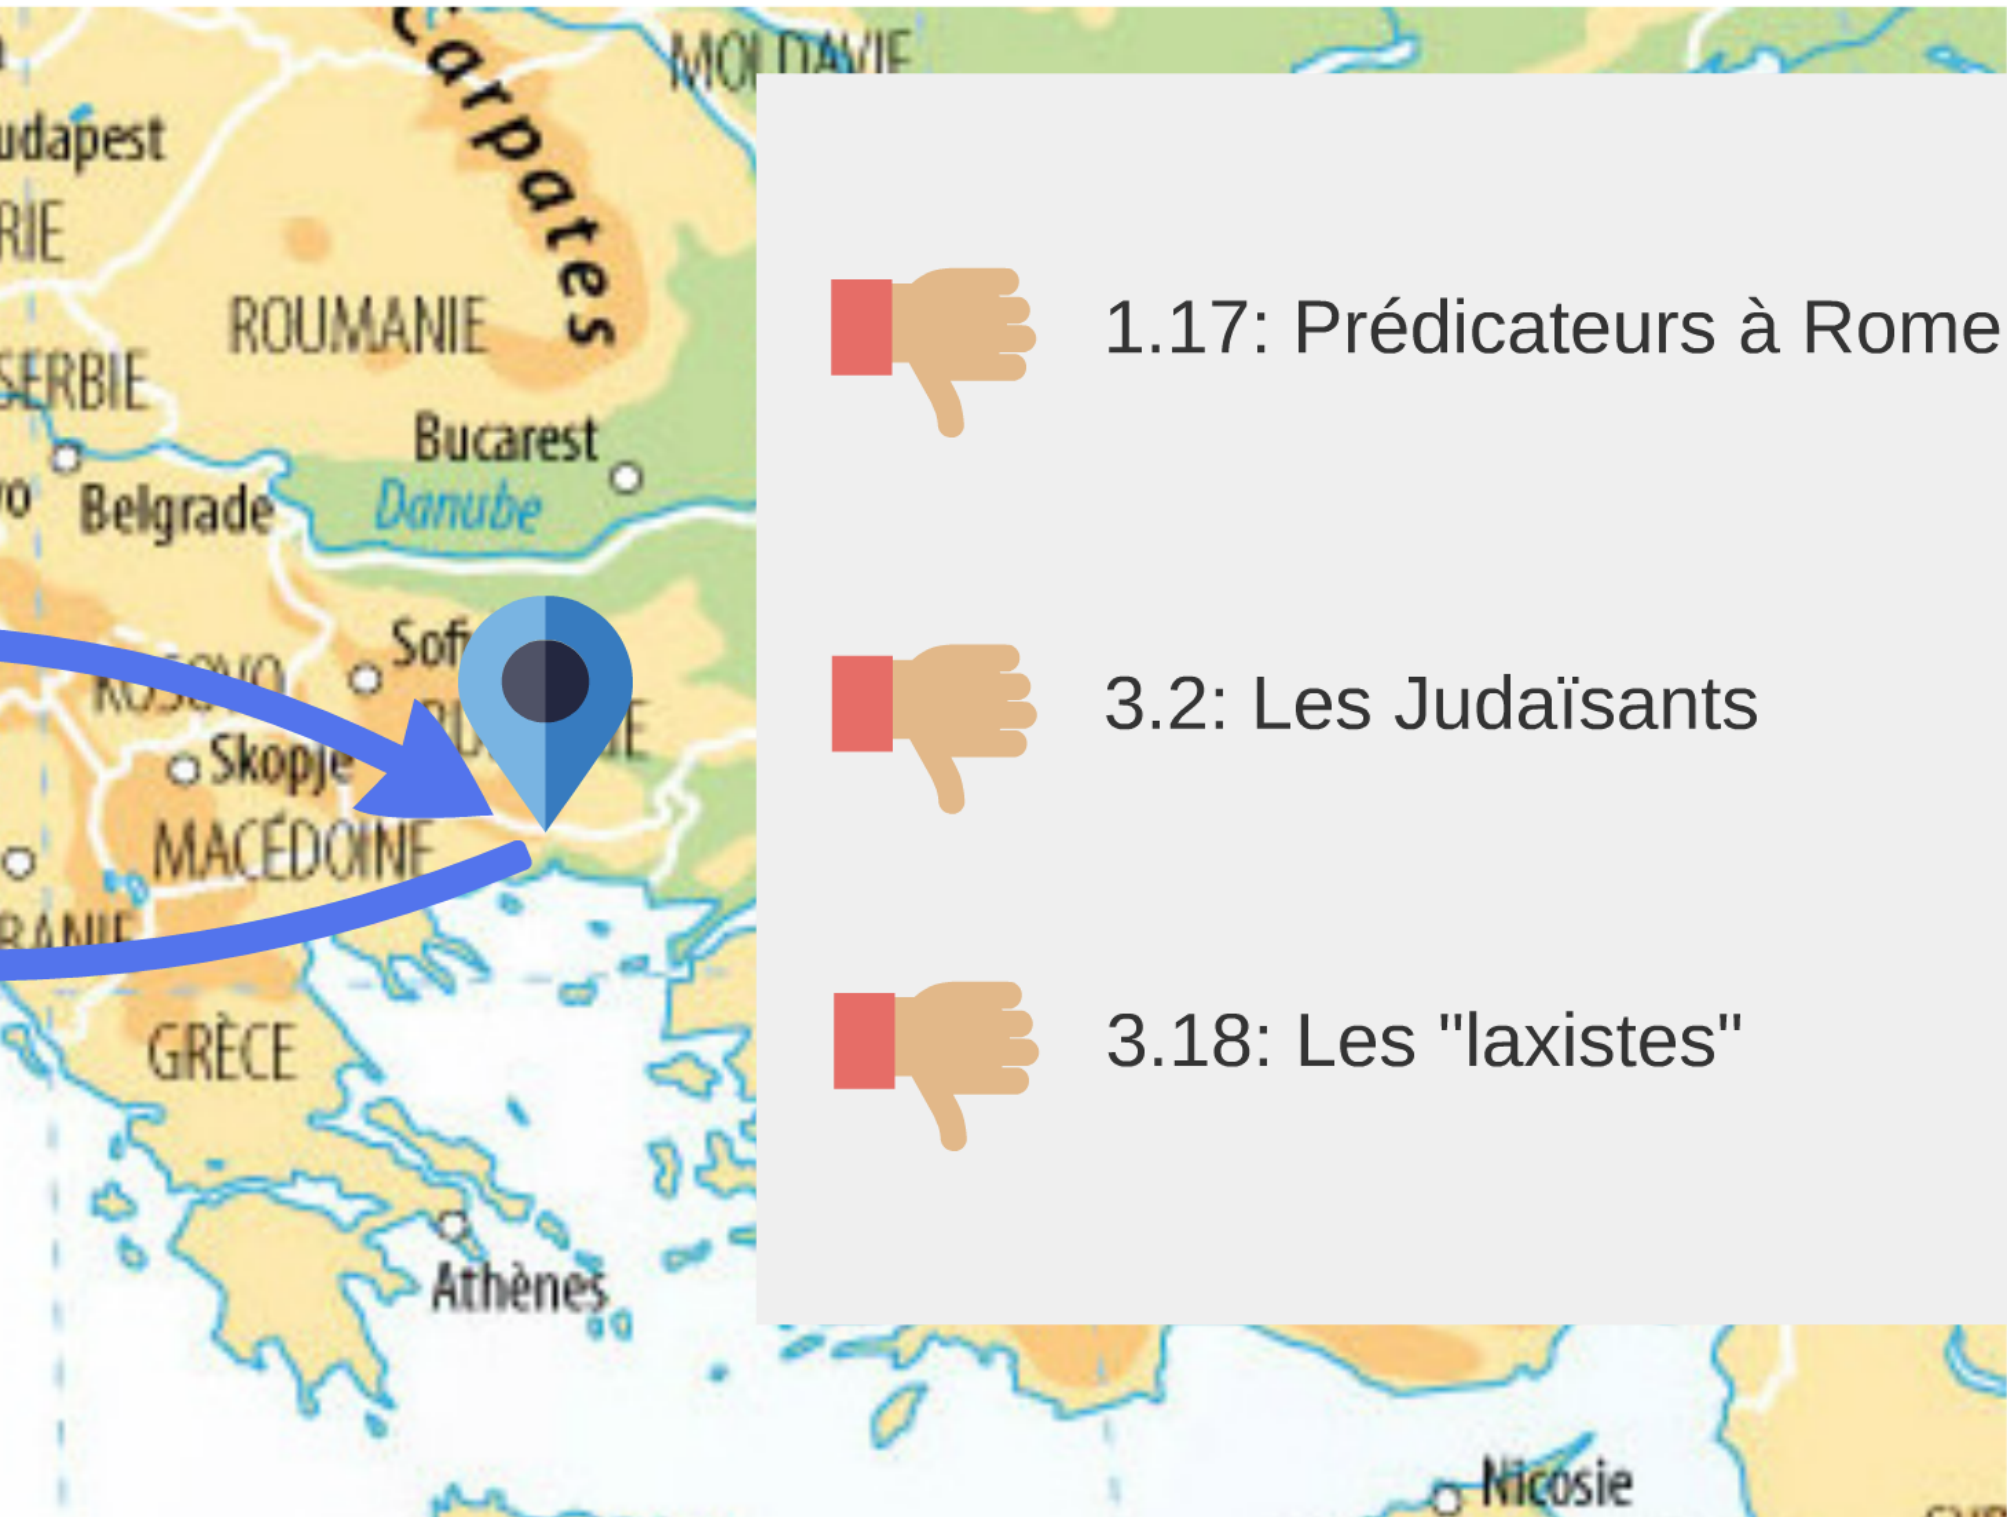 Carpates
MOLDAVIE
udapest
RIE
ROUMANIE
SERBIE
Bucarest
Danube
Belgrade
KOSOVO
Skopje
MACÉDOINE
GRÈCE
Athènes
1.17: Prédicateurs à Rome
3.2: Les Judaïsants
3.18: Les "laxistes"
Nicosie